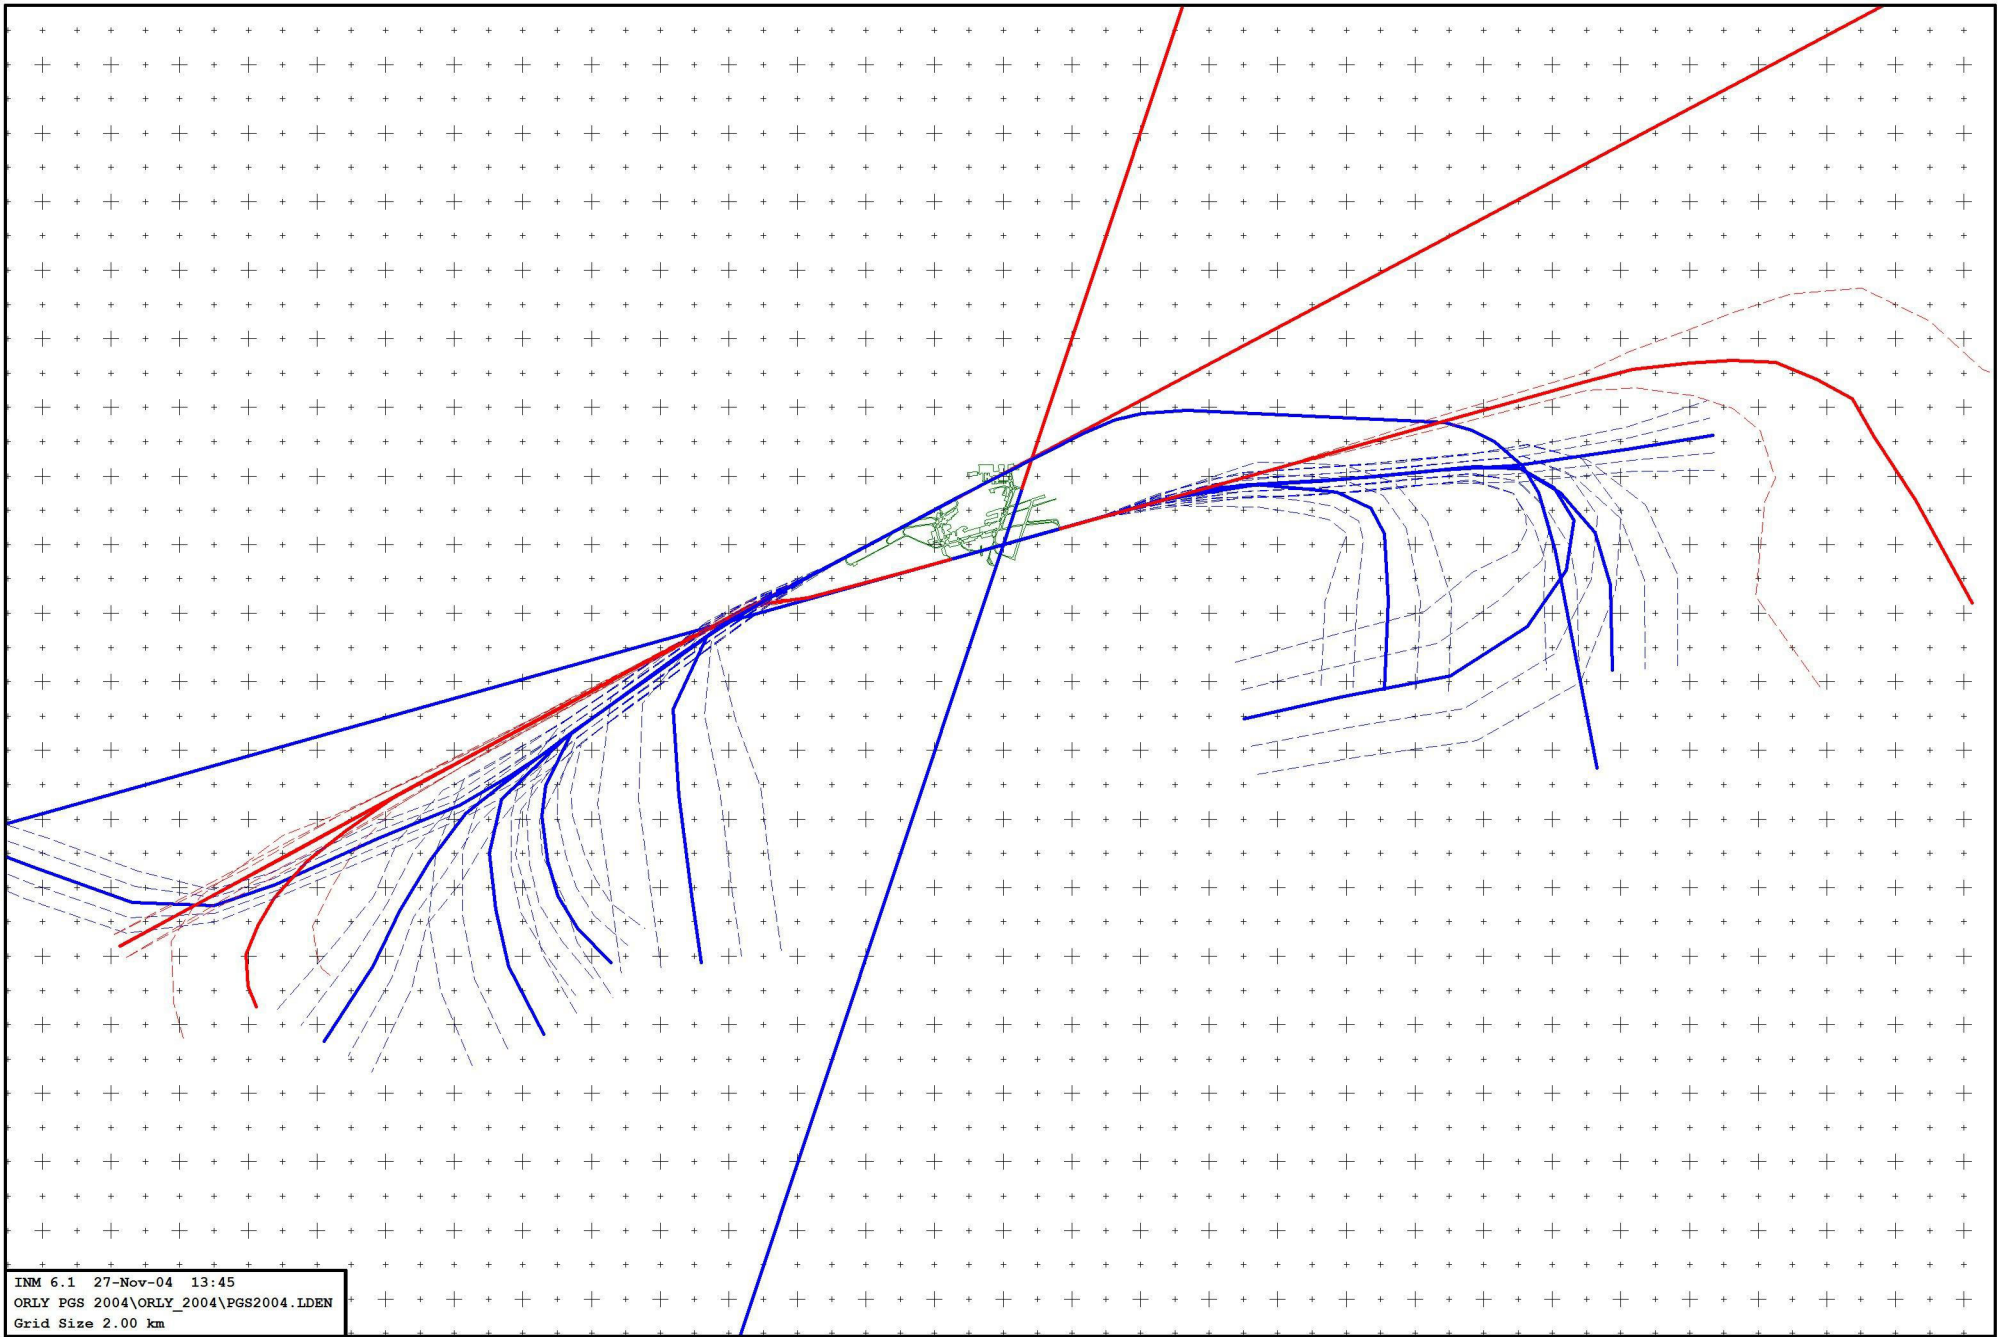 INM 6.1  27-Nov-04  13:45
ORLY PGS 2004\ORLY_2004\PGS2004.LDEN
Grid Size 2.00 km